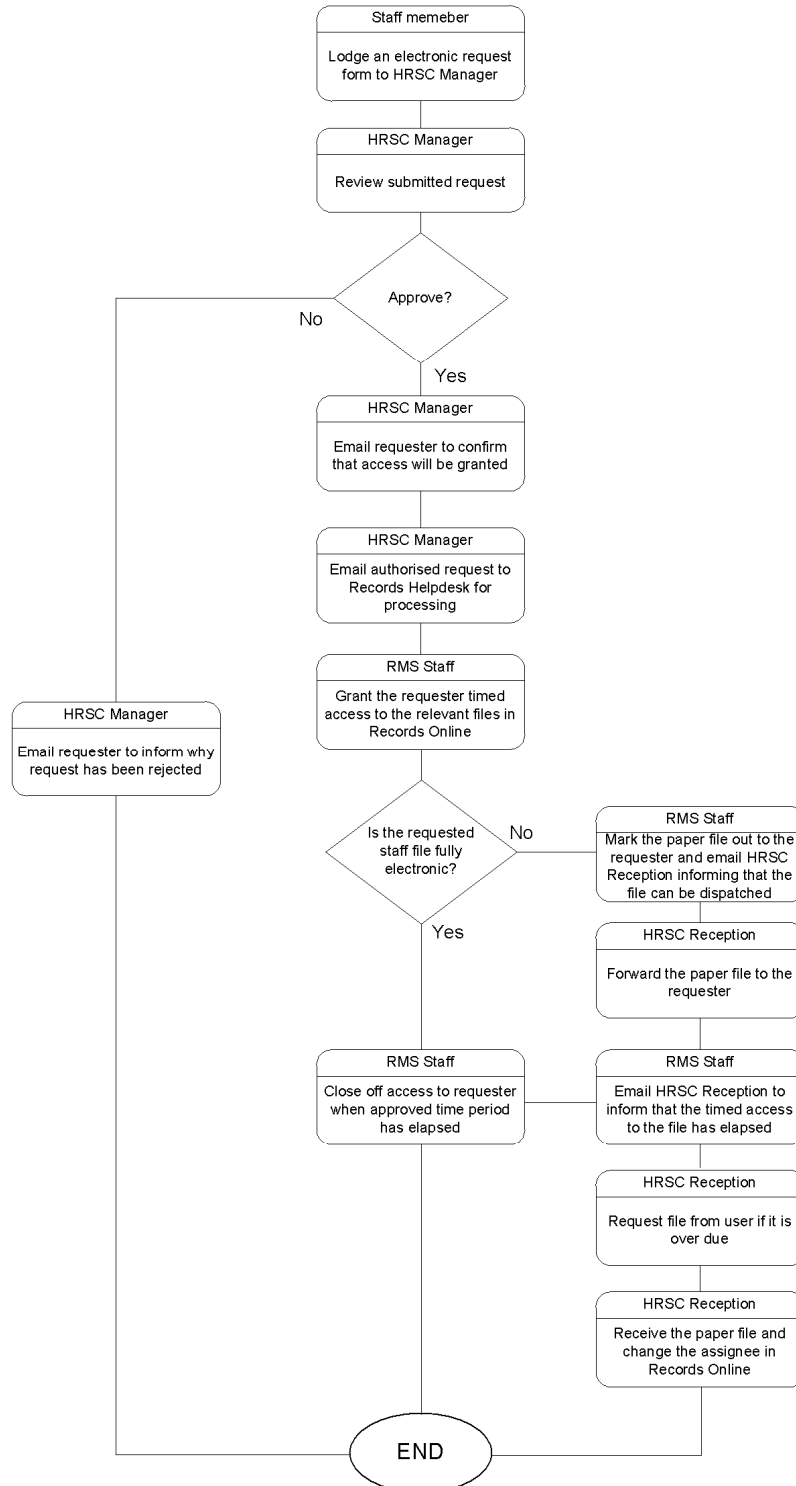 Staff memeber
Lodge an electronic request
form to HRSC Manager
HRSC Manager
Review submitted request
Approve?
No
Yes
HRSC Manager
Email requester to confirm
that access will be granted
HRSC Manager
Email authorised request to
Records Helpdesk for
processing
RMS Staff
Grant the requester timed
access to the relevant files in
Records Online
HRSC Manager
Email requester to inform why
request has been rejected
Is the requested
staff file fully
electronic?
No
Yes
RMS Staff
Mark the paper file out to the
requester and email HRSC
Reception informing that the
file can be dispatched
HRSC Reception
Forward the paper file to the
requester
RMS Staff
Close off access to requester
when approved time period
has elapsed
RMS Staff
Email HRSC Reception to
inform that the timed access
to the file has elapsed
HRSC Reception
Request file from user if it is
over due
HRSC Reception
Receive the paper file and
change the assignee in
Records Online
END